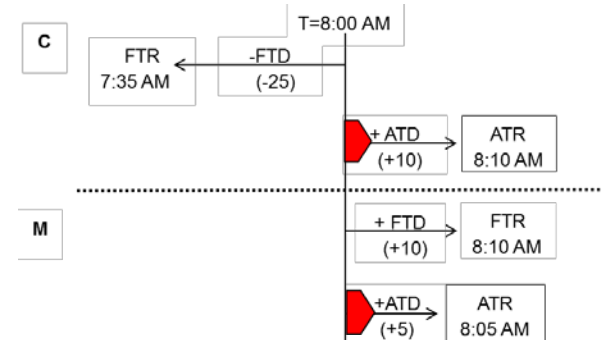 T=8:00 AM
C
FTR
7:35 AM
-FTD
(-25)
+ ATD
(+10)
ATR
8:10 AM
M
+ FTD
(+10)
FTR
8:10 AM
+ATD
(+5)
ATR
8:05 AM